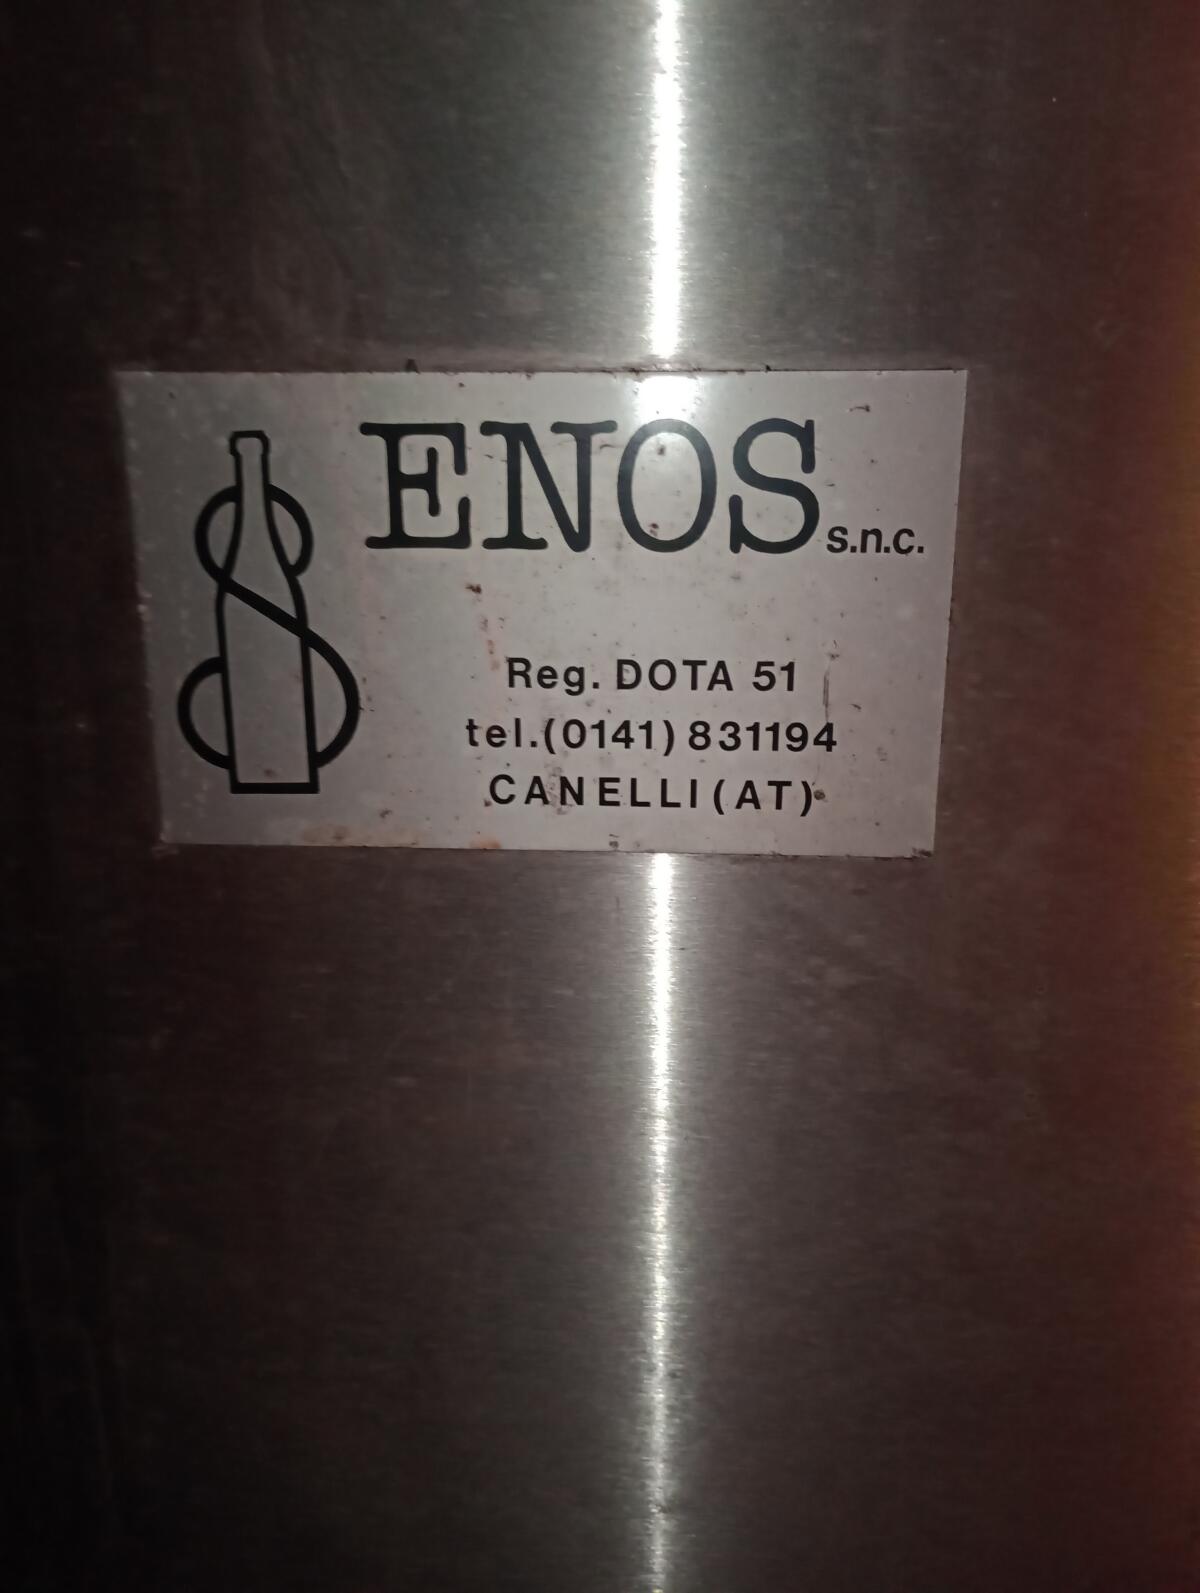 ENOS s.n.c.
Reg. DOTA 51
tel.(0141) 831194
CANELLI (AT)